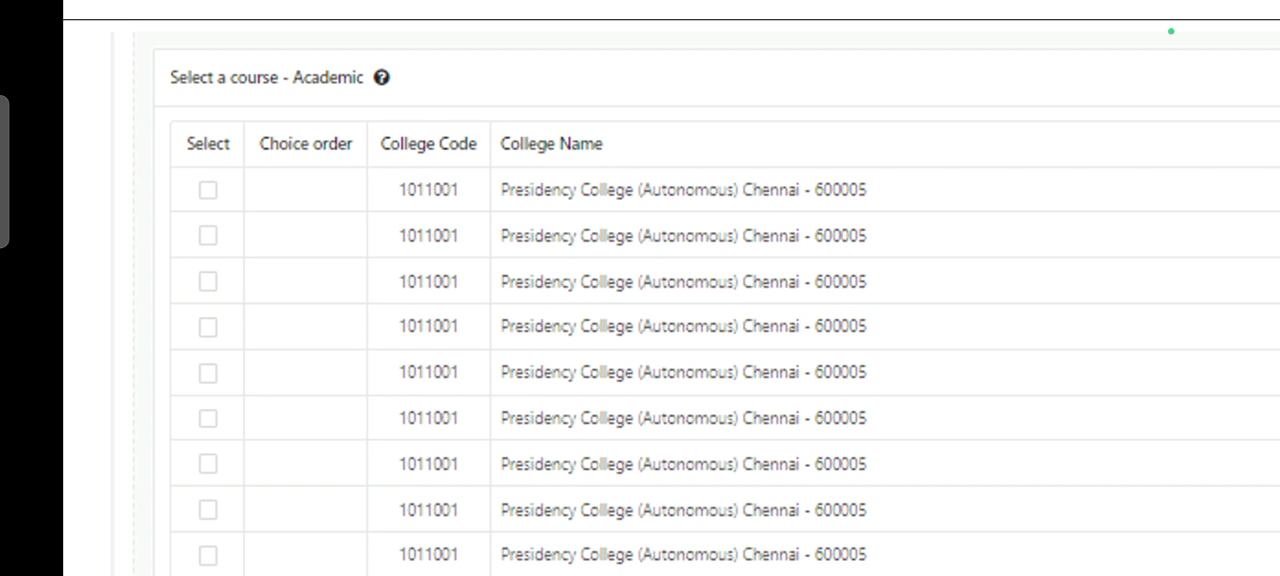 Select a course - Academic ?
Select Choice order College Code College Name
1011001 Presidency College (Autonomous) Chennai - 600005
1011001 Presidency College (Autonomous) Chennai - 600005
1011001 Presidency College (Autonomous) Chennai - 600005
1011001 Presidency College (Autonomous) Chennai - 600005
1011001 Presidency College (Autonomous) Chennai - 600005
1011001 Presidency College (Autonomous) Chennai - 600005
1011001 Presidency College (Autonomous) Chennai - 600005
1011001 Presidency College (Autonomous) Chennai - 600005
1011001 Presidency College (Autonomous) Chennai - 600005